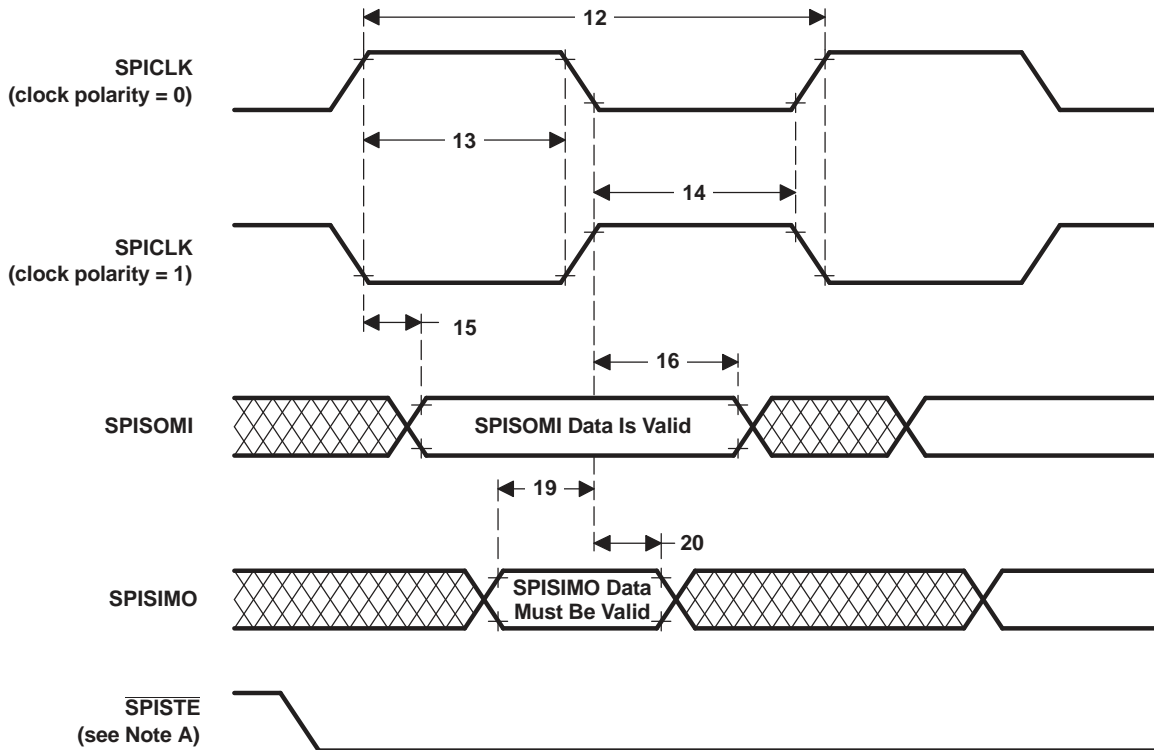 12
SPICLK
(clock polarity = 0)
13
14
SPICLK
(clock polarity = 1)
15
16
SPISOMI
SPISOMI Data Is Valid
19
20
SPISIMO
SPISIMO Data
Must Be Valid
SPISTE
(see Note A)